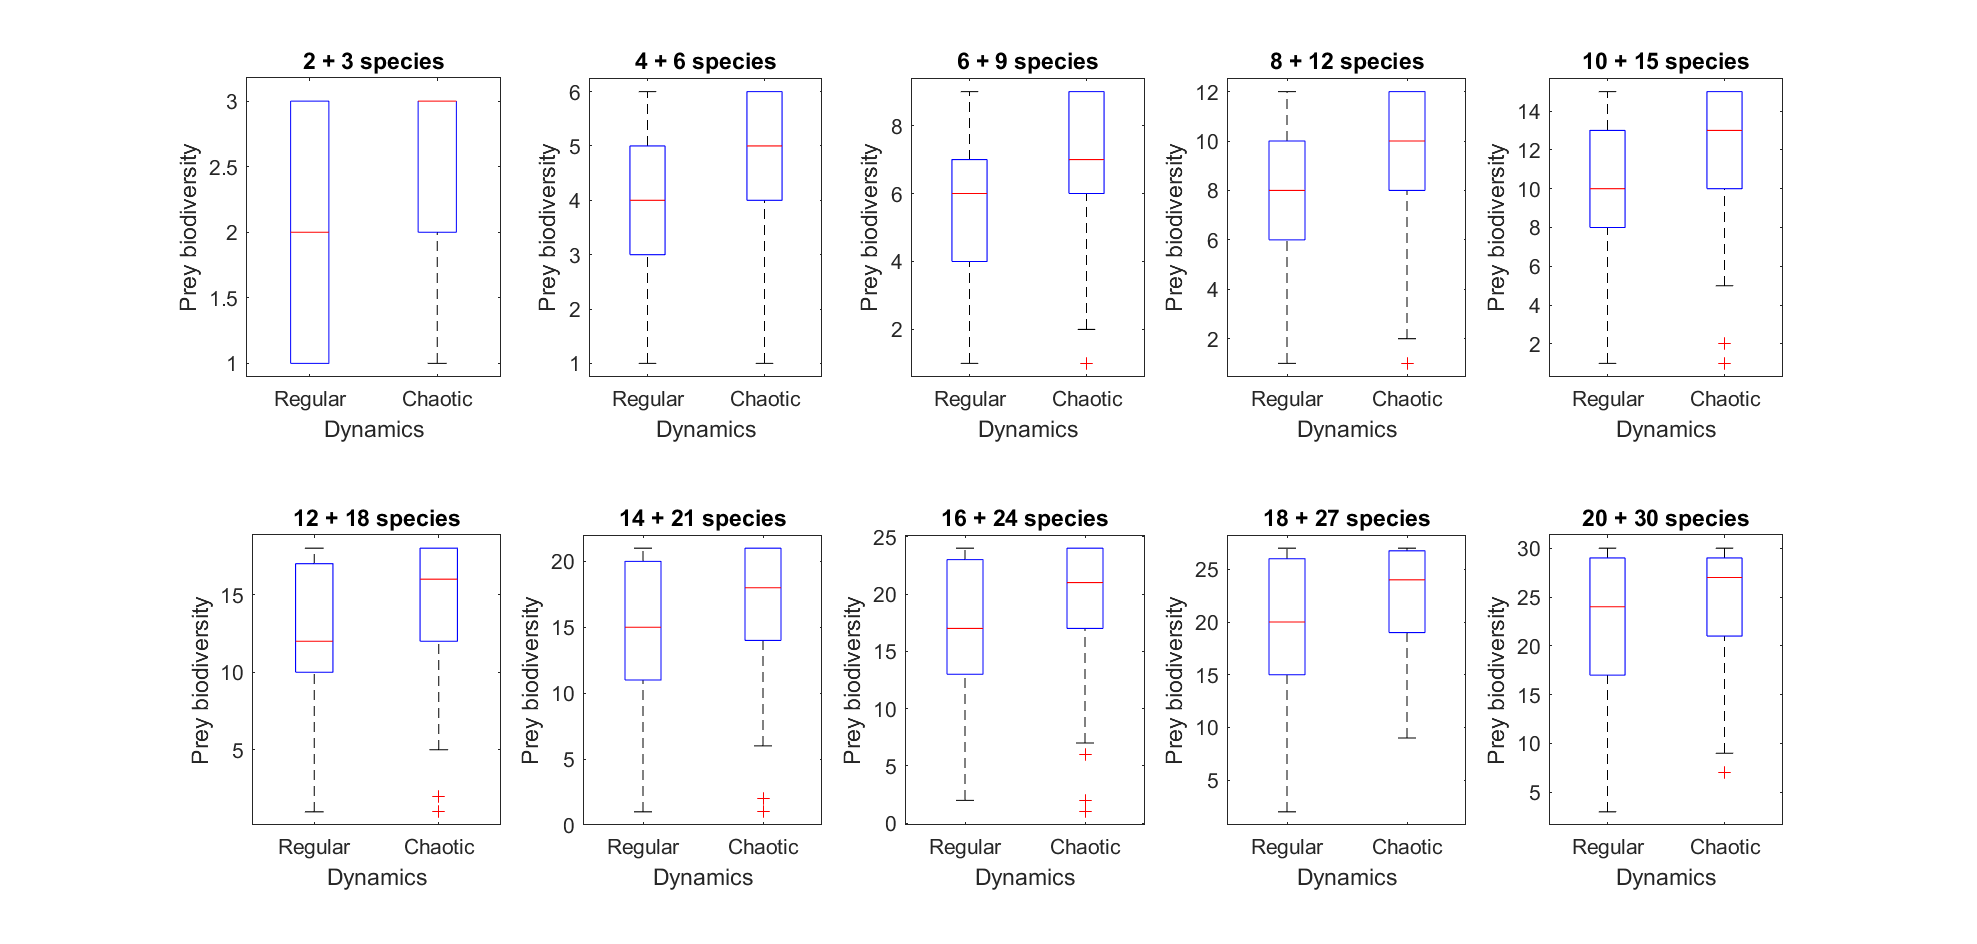 2 + 3 species
Prey biodiversity
3
2.5
2
1.5
1
Regular Chaotic
Dynamics
4 + 6 species
Prey biodiversity
6
5
4
3
2
1
Regular Chaotic
Dynamics
6 + 9 species
Prey biodiversity
8
6
4
2
Regular Chaotic
Dynamics
8 + 12 species
Prey biodiversity
12
10
8
6
4
2
Regular Chaotic
Dynamics
10 + 15 species
Prey biodiversity
14
12
10
8
6
4
2
Regular Chaotic
Dynamics
12 + 18 species
Prey biodiversity
15
10
5
Regular Chaotic
Dynamics
14 + 21 species
Prey biodiversity
20
15
10
5
0
Regular Chaotic
Dynamics
16 + 24 species
Prey biodiversity
25
20
15
10
5
0
Regular Chaotic
Dynamics
18 + 27 species
Prey biodiversity
25
20
15
10
5
Regular Chaotic
Dynamics
20 + 30 species
Prey biodiversity
30
25
20
15
10
5
Regular Chaotic
Dynamics